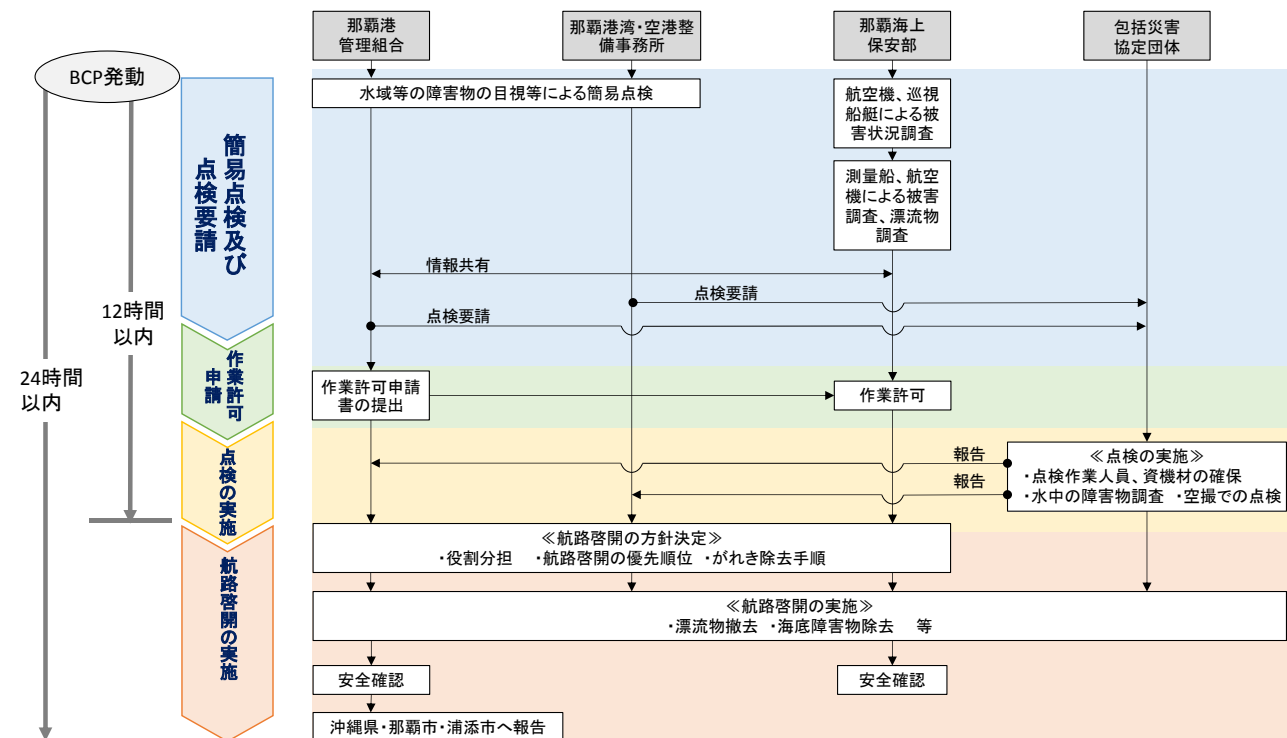 那覇港
管理組合
那覇港湾・空港整
備事務所
那覇海上
保安部
包括災害
協定団体
BCP発動
12時間
以内
24時間
以内
簡易点検及び
点検要請
水域等の障害物の目視等による簡易点検
航空機、巡視
船艇による被
害状況調査
測量船、航空
機による被害
調査、漂流物
調査
情報共有
点検要請
点検要請
作業許可
申請
作業許可申請
書の提出
作業許可
点検の実施
報告
報告
≪点検の実施≫
・点検作業人員、資機材の確保
・水中の障害物調査 ・空撮での点検
航路啓開の実施
≪航路啓開の方針決定≫
・役割分担 ・航路啓開の優先順位 ・がれき除去手順
≪航路啓開の実施≫
・漂流物撤去 ・海底障害物除去 等
安全確認
安全確認
沖縄県・那覇市・浦添市へ報告